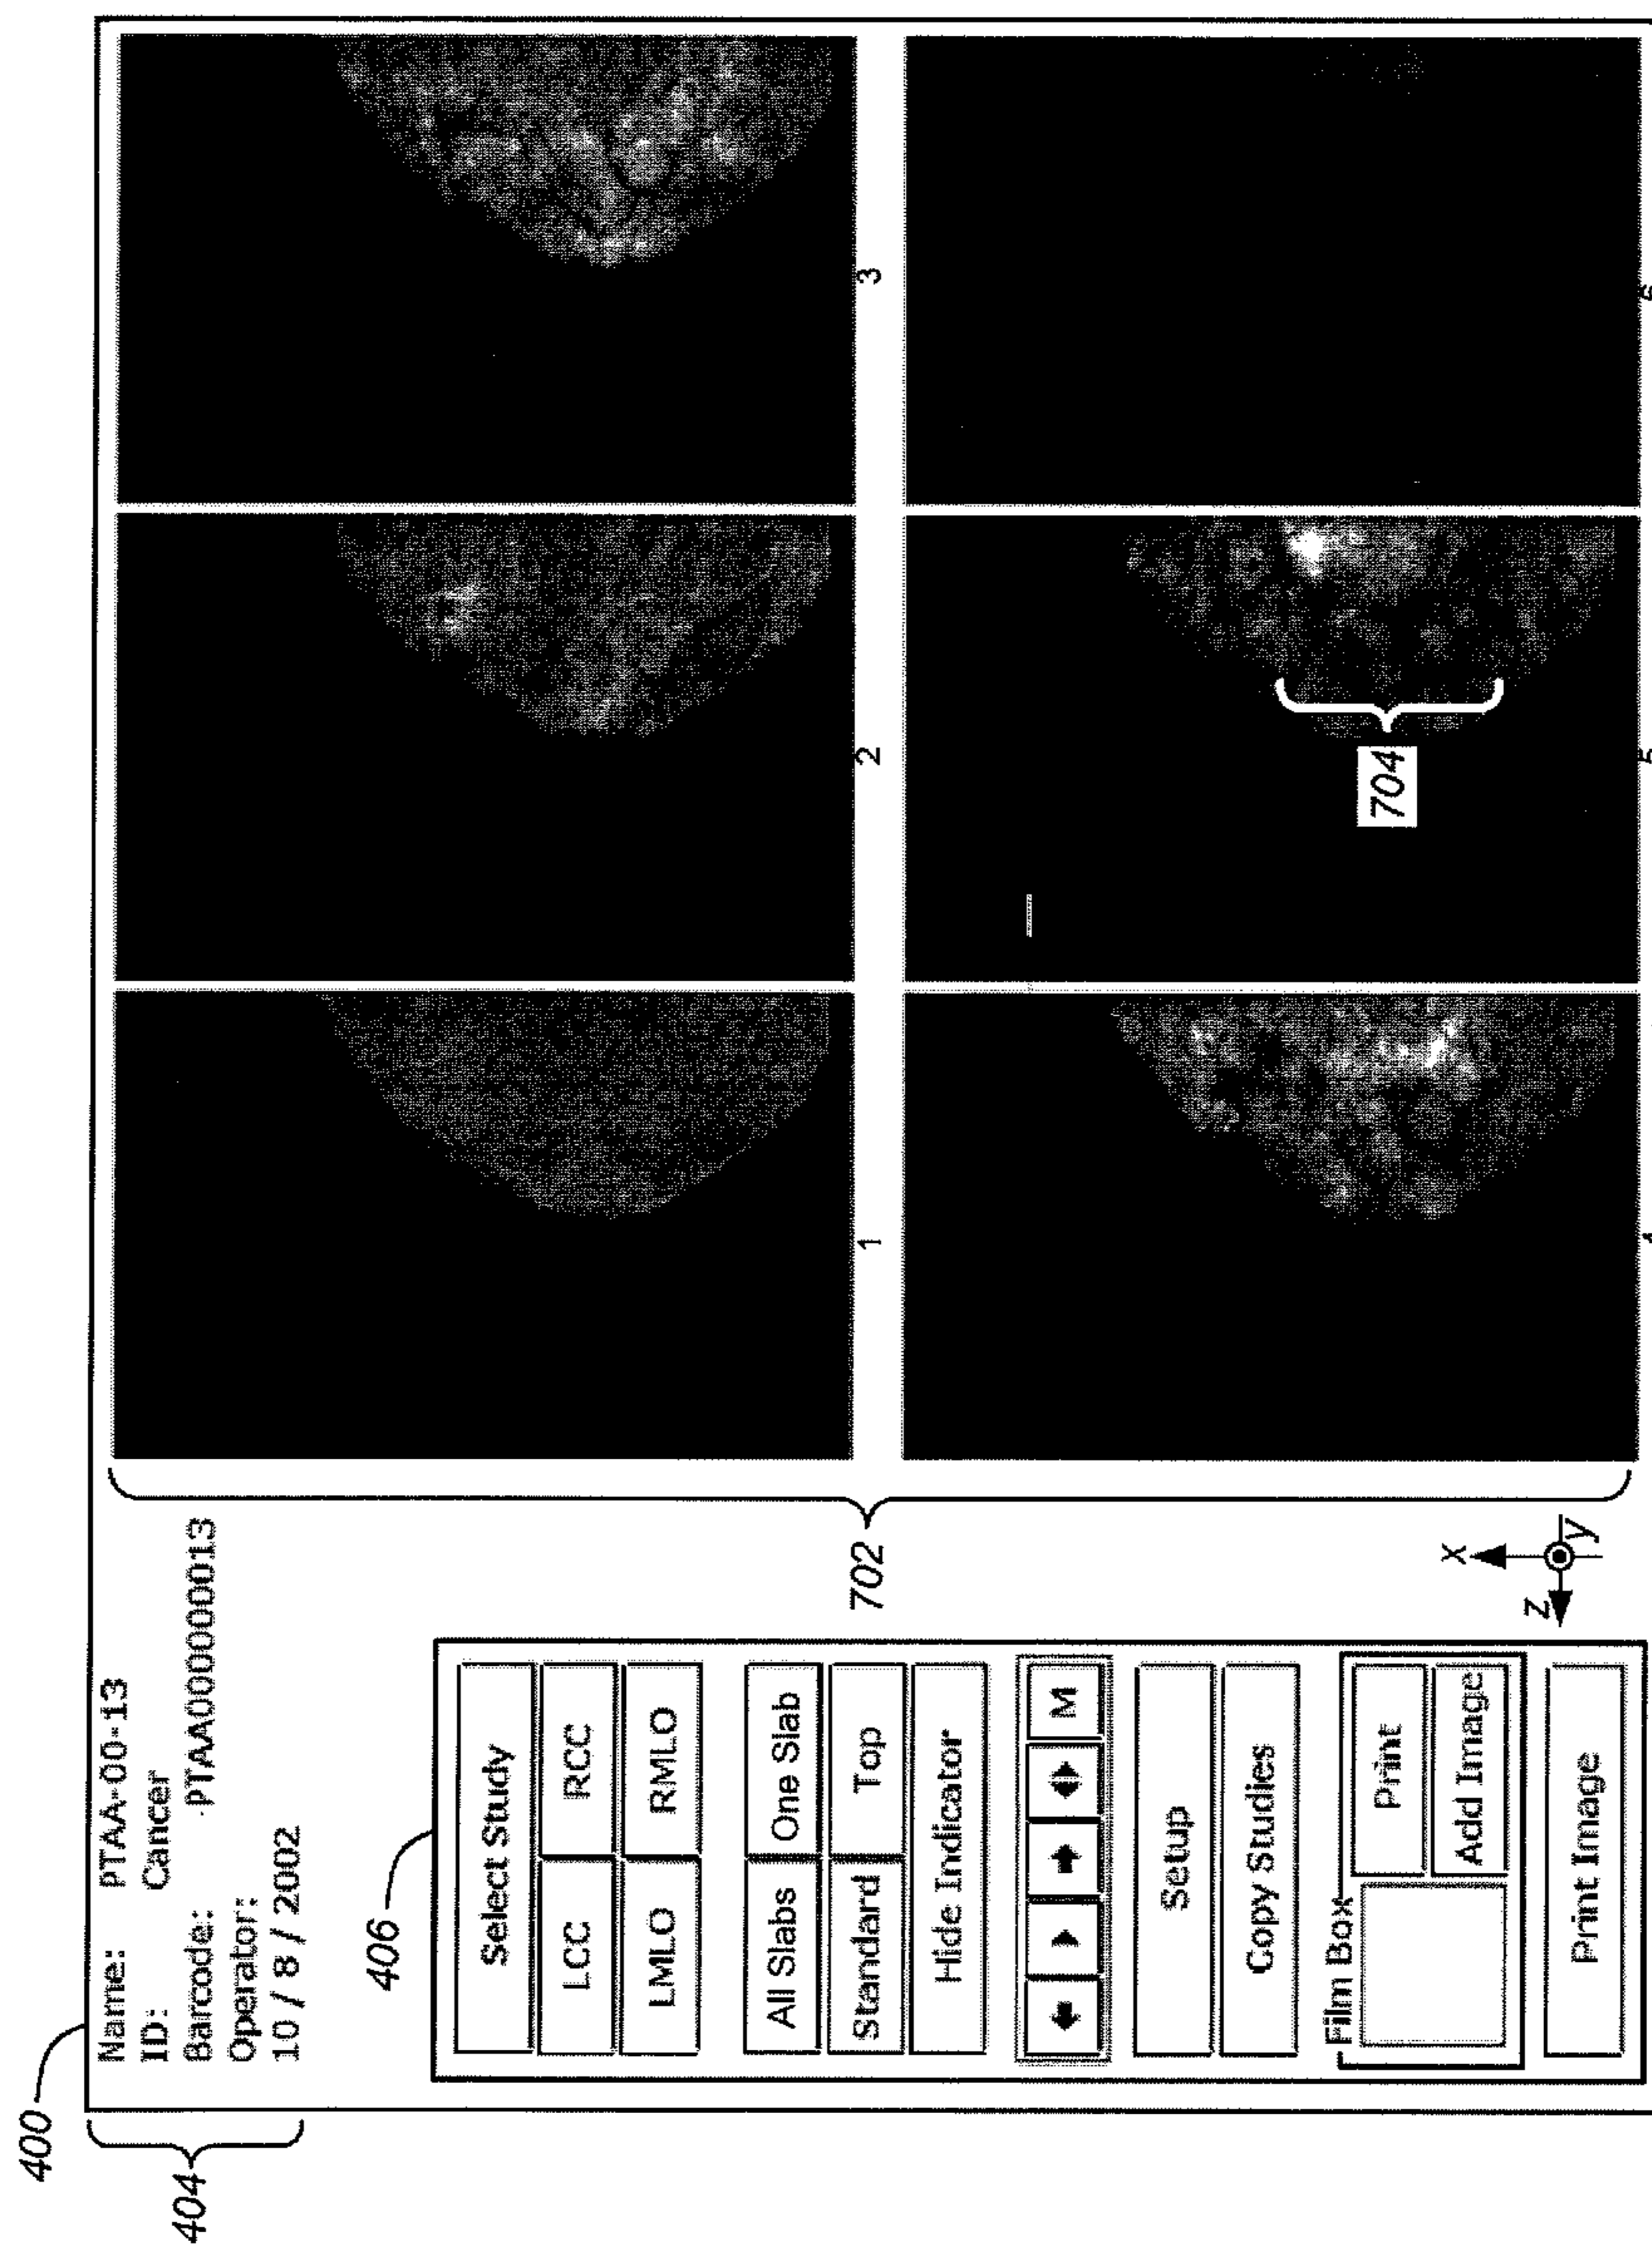 400
404
Name: PTAA-00-13
ID: Cancer
Barcode: PTAA00000013
Operator:
10 / 8 / 2002
406
Select Study
LCC RCC
LMLO RMLO
All Slabs One Slab
Standard Top
Hide Indicator
M
Setup
Copy Studies
Film Box
Print
Add Image
Print Image
702
x
z
y
1 2 3
704